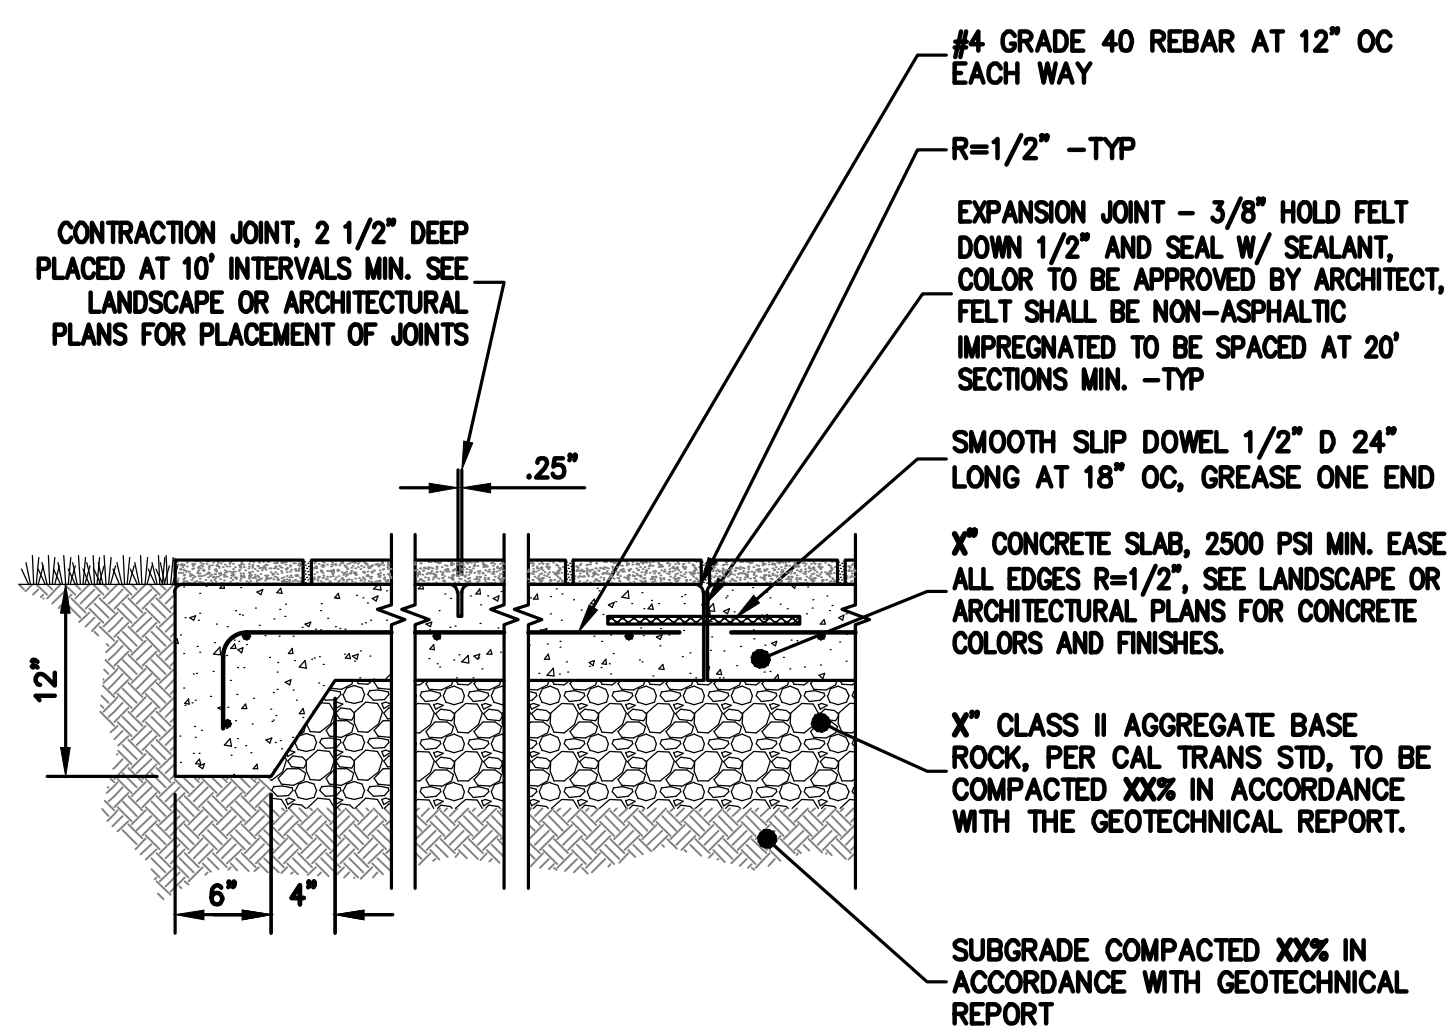 #4 GRADE 40 REBAR AT 12" OC
EACH WAY
R=1/2" -TYP
CONTRACTION JOINT, 2 1/2" DEEP
PLACED AT 10' INTERVALS MIN. SEE
LANDSCAPE OR ARCHITECTURAL
PLANS FOR PLACEMENT OF JOINTS
EXPANSION JOINT - 3/8" HOLD FELT
DOWN 1/2" AND SEAL W/ SEALANT,
COLOR TO BE APPROVED BY ARCHITECT,
FELT SHALL BE NON-ASPHALTIC
IMPREGNATED TO BE SPACED AT 20'
SECTIONS MIN. -TYP
SMOOTH SLIP DOWEL 1/2" D 24"
LONG AT 18" OC, GREASE ONE END
.25"
X" CONCRETE SLAB, 2500 PSI MIN. EASE
ALL EDGES R=1/2", SEE LANDSCAPE OR
ARCHITECTURAL PLANS FOR CONCRETE
COLORS AND FINISHES.
12"
X" CLASS II AGGREGATE BASE
ROCK, PER CAL TRANS STD, TO BE
COMPACTED XX% IN ACCORDANCE
WITH THE GEOTECHNICAL REPORT.
6"
4"
SUBGRADE COMPACTED XX% IN
ACCORDANCE WITH GEOTECHNICAL
REPORT